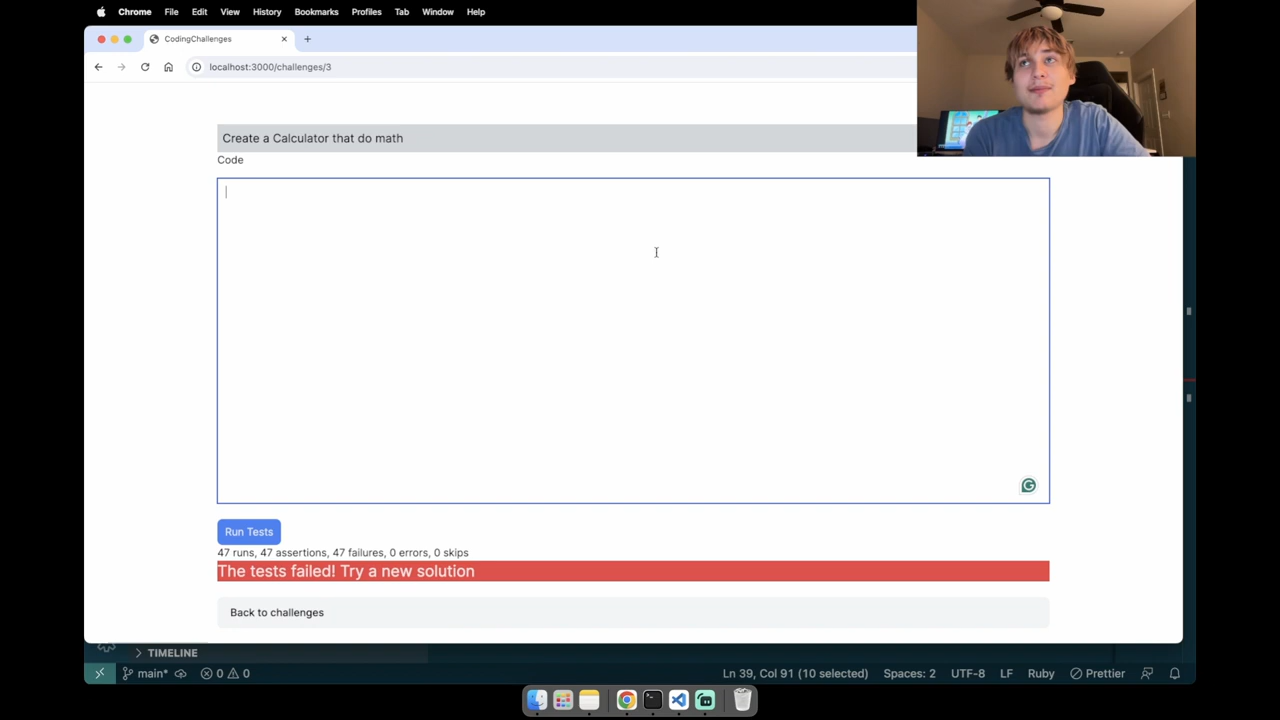 Chrome File Edit View History Bookmarks Profiles Tab Window Help
CodingChallenges
localhost:3000/challenges/3
Create a Calculator that do math
Code
Run Tests
47 runs, 47 assertions, 47 failures, 0 errors, 0 skips
The tests failed! Try a new solution
Back to challenges
TIMELINE
main* 0 0 Ln 39, Col 91 (10 selected) Spaces: 2 UTF-8 LF Ruby Prettier